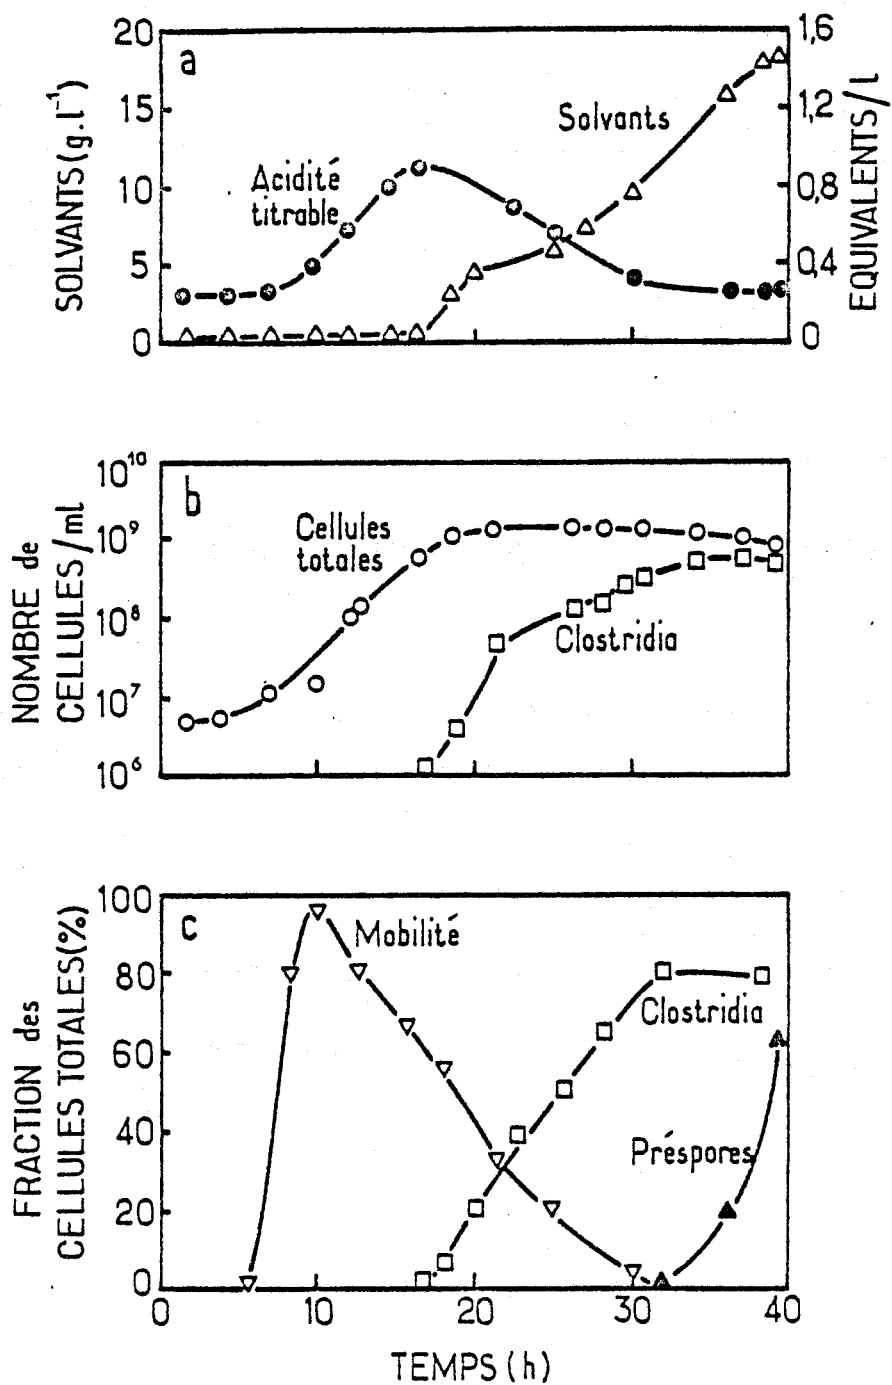 a
SOLVANTS (g.l⁻¹)
20
15
10
5
0
Acidité
titrable
Solvants
1,6
1,2
0,8
0,4
0
EQUIVALENTS/l
b
NOMBRE de
CELLULES/ml
10¹⁰
10⁹
10⁸
10⁷
10⁶
Cellules
totales
Clostridia
c
FRACTION des
CELLULES TOTALES(%)
100
80
60
40
20
0
Mobilité
Clostridia
Préspores
0 10 20 30 40
TEMPS (h)